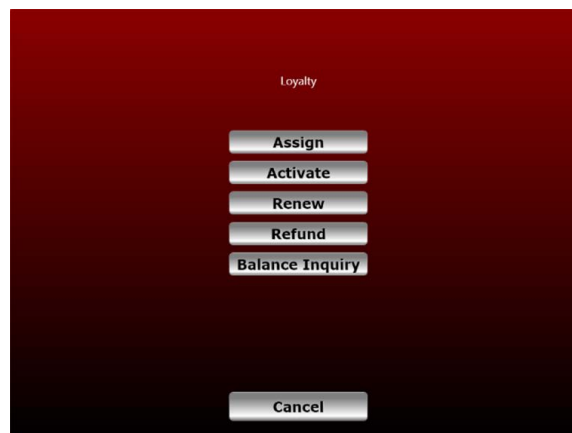 Loyalty
Assign
Activate
Renew
Refund
Balance Inquiry
Cancel